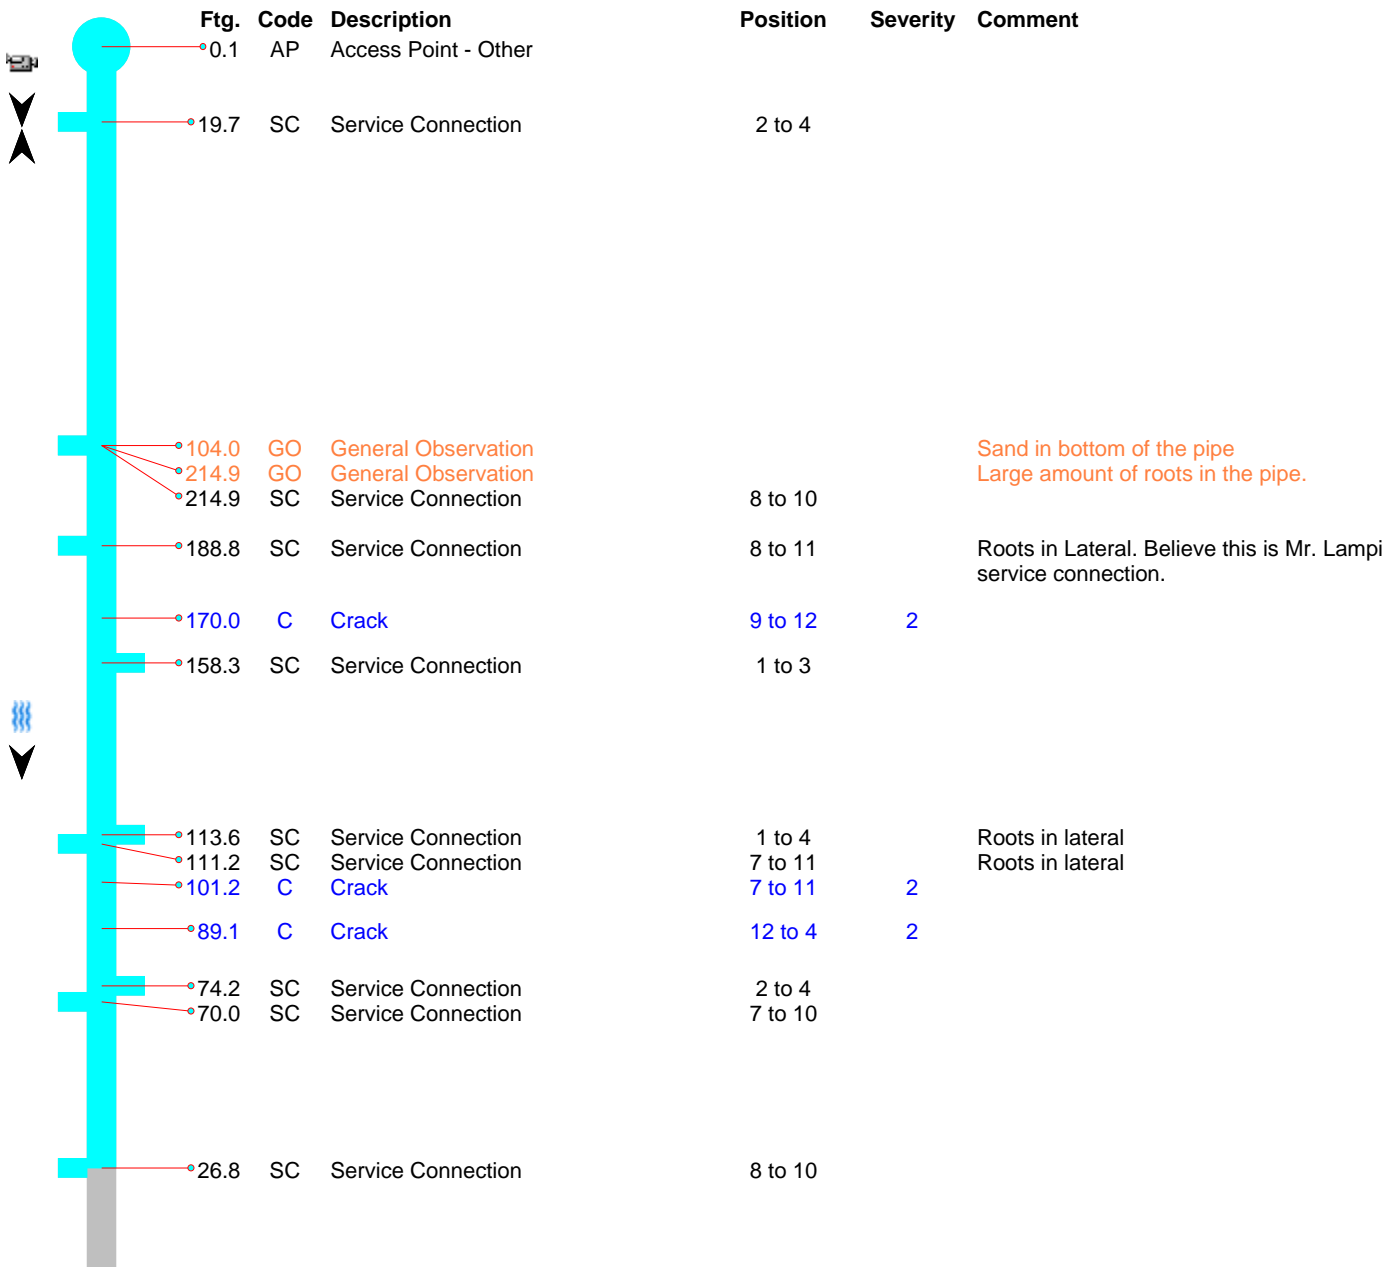 Ftg. Code Description Position Severity Comment
0.1 AP Access Point - Other
19.7 SC Service Connection 2 to 4
104.0 GO General Observation Sand in bottom of the pipe
214.9 GO General Observation Large amount of roots in the pipe.
214.9 SC Service Connection 8 to 10
188.8 SC Service Connection 8 to 11 Roots in Lateral. Believe this is Mr. Lampi
service connection.
170.0 C Crack 9 to 12 2
158.3 SC Service Connection 1 to 3
113.6 SC Service Connection 1 to 4 Roots in lateral
111.2 SC Service Connection 7 to 11 Roots in lateral
101.2 C Crack 7 to 11 2
89.1 C Crack 12 to 4 2
74.2 SC Service Connection 2 to 4
70.0 SC Service Connection 7 to 10
26.8 SC Service Connection 8 to 10